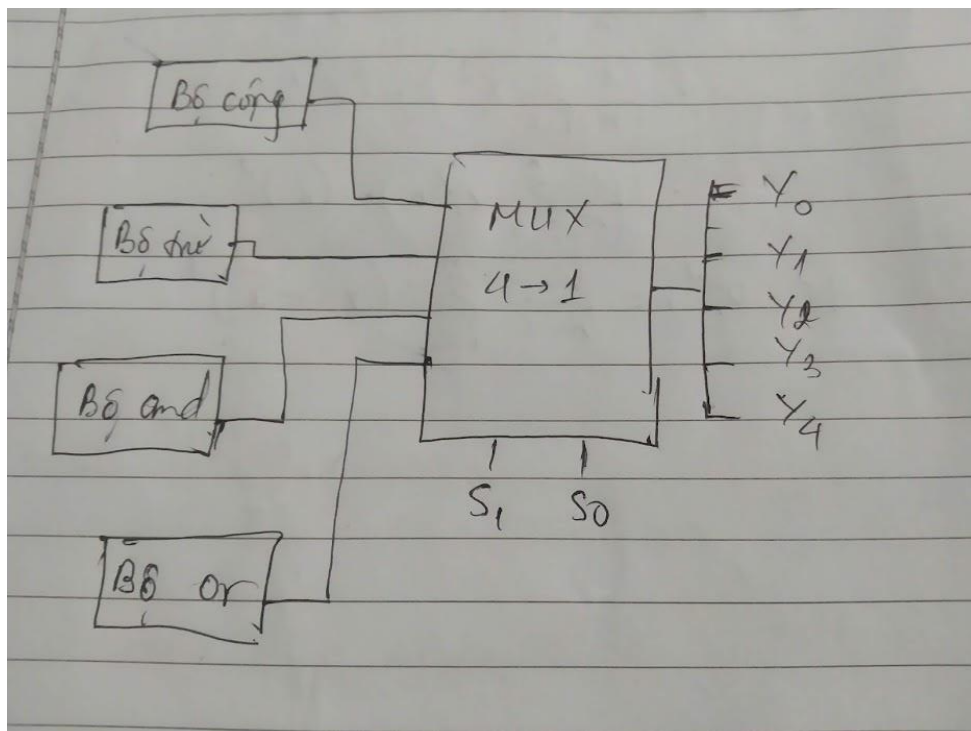 Bộ cộng
Bộ trừ
Bộ and
Bộ or
MUX
4→1
S1 S0
Y0
Y1
Y2
Y3
Y4